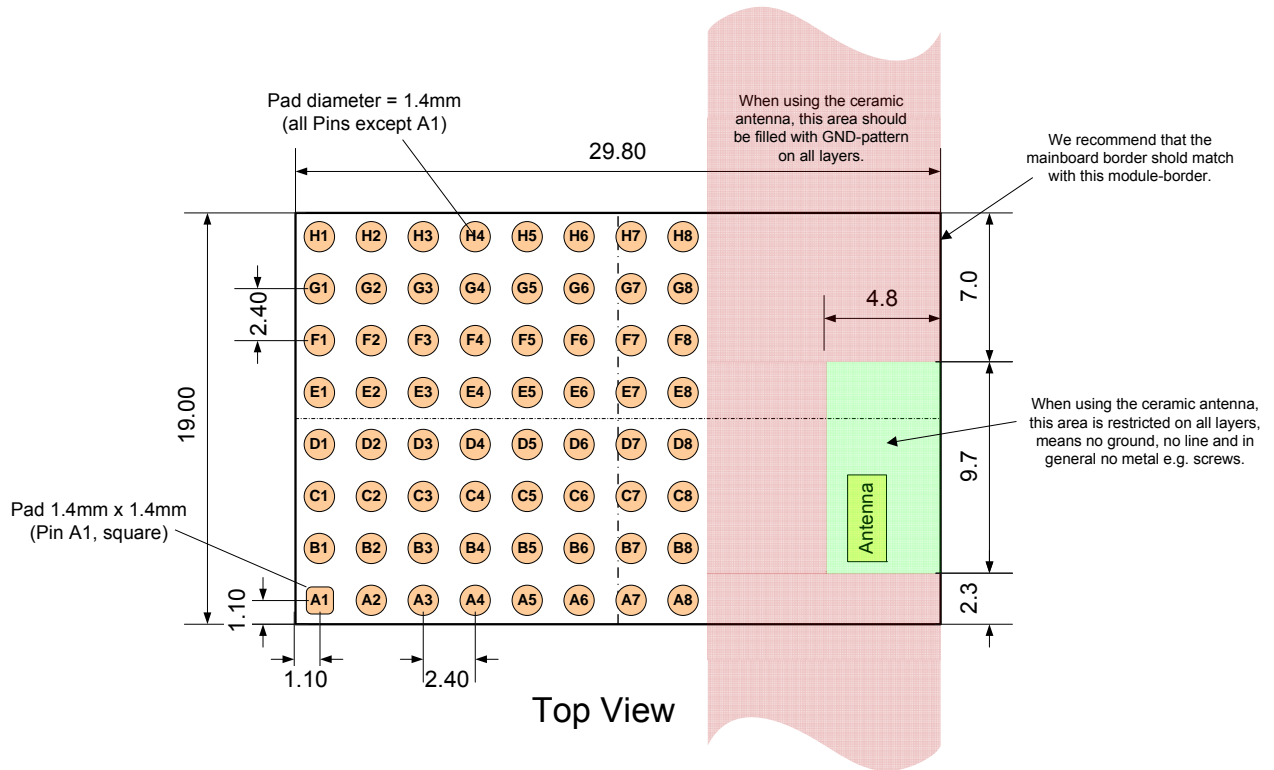 Pad diameter = 1.4mm
(all Pins except A1)
When using the ceramic
antenna, this area should
be filled with GND-pattern
on all layers.
We recommend that the
mainboard border shold match
with this module-border.
29.80
H1 H2 H3 H4 H5 H6 H7 H8
G1 G2 G3 G4 G5 G6 G7 G8
F1 F2 F3 F4 F5 F6 F7 F8
E1 E2 E3 E4 E5 E6 E7 E8
D1 D2 D3 D4 D5 D6 D7 D8
C1 C2 C3 C4 C5 C6 C7 C8
B1 B2 B3 B4 B5 B6 B7 B8
A1 A2 A3 A4 A5 A6 A7 A8
2.40
19.00
7.0
4.8
When using the ceramic antenna,
this area is restricted on all layers,
means no ground, no line and in
general no metal e.g. screws.
9.7
Antenna
Pad 1.4mm x 1.4mm
(Pin A1, square)
1.10
2.3
1.10
2.40
Top View